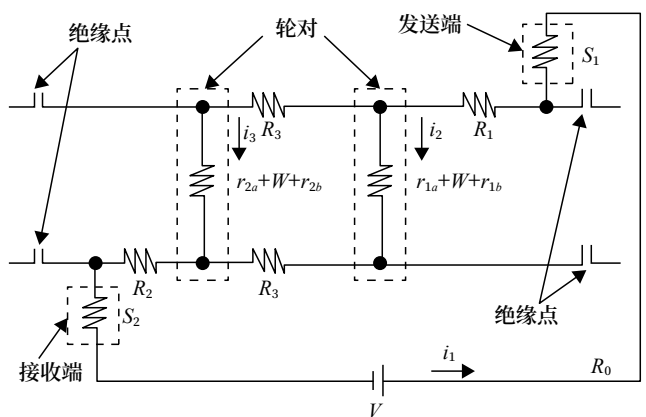 发送端
轮对
绝缘点
S₁
i₃
R₃
i₂
R₁
r₂ₐ+W+r₂b
r₁ₐ+W+r₁b
R₂
R₃
S₂
绝缘点
接收端
i₁
R₀
V